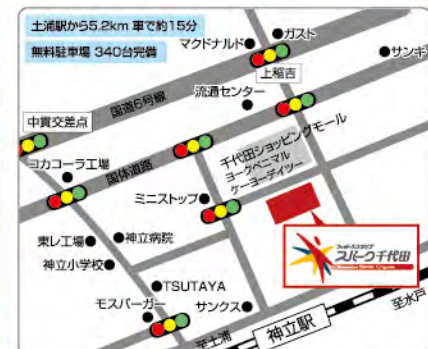 土浦駅から5.2km 車で約15分
無料駐車場 340台完備
マクドナルド
ガスト
サンキ
上稲吉
中貫交差点
国道6号線
流通センター
コカコーラ工場
国体道路
千代田ショッピングモール
ヨークベニマル
ケーヨーデイツー
ミニストップ
東レ工場
神立病院
神立小学校
スパーク千代田
TSUTAYA
モスバーガー
サンクス
至土浦
神立駅
至水戸